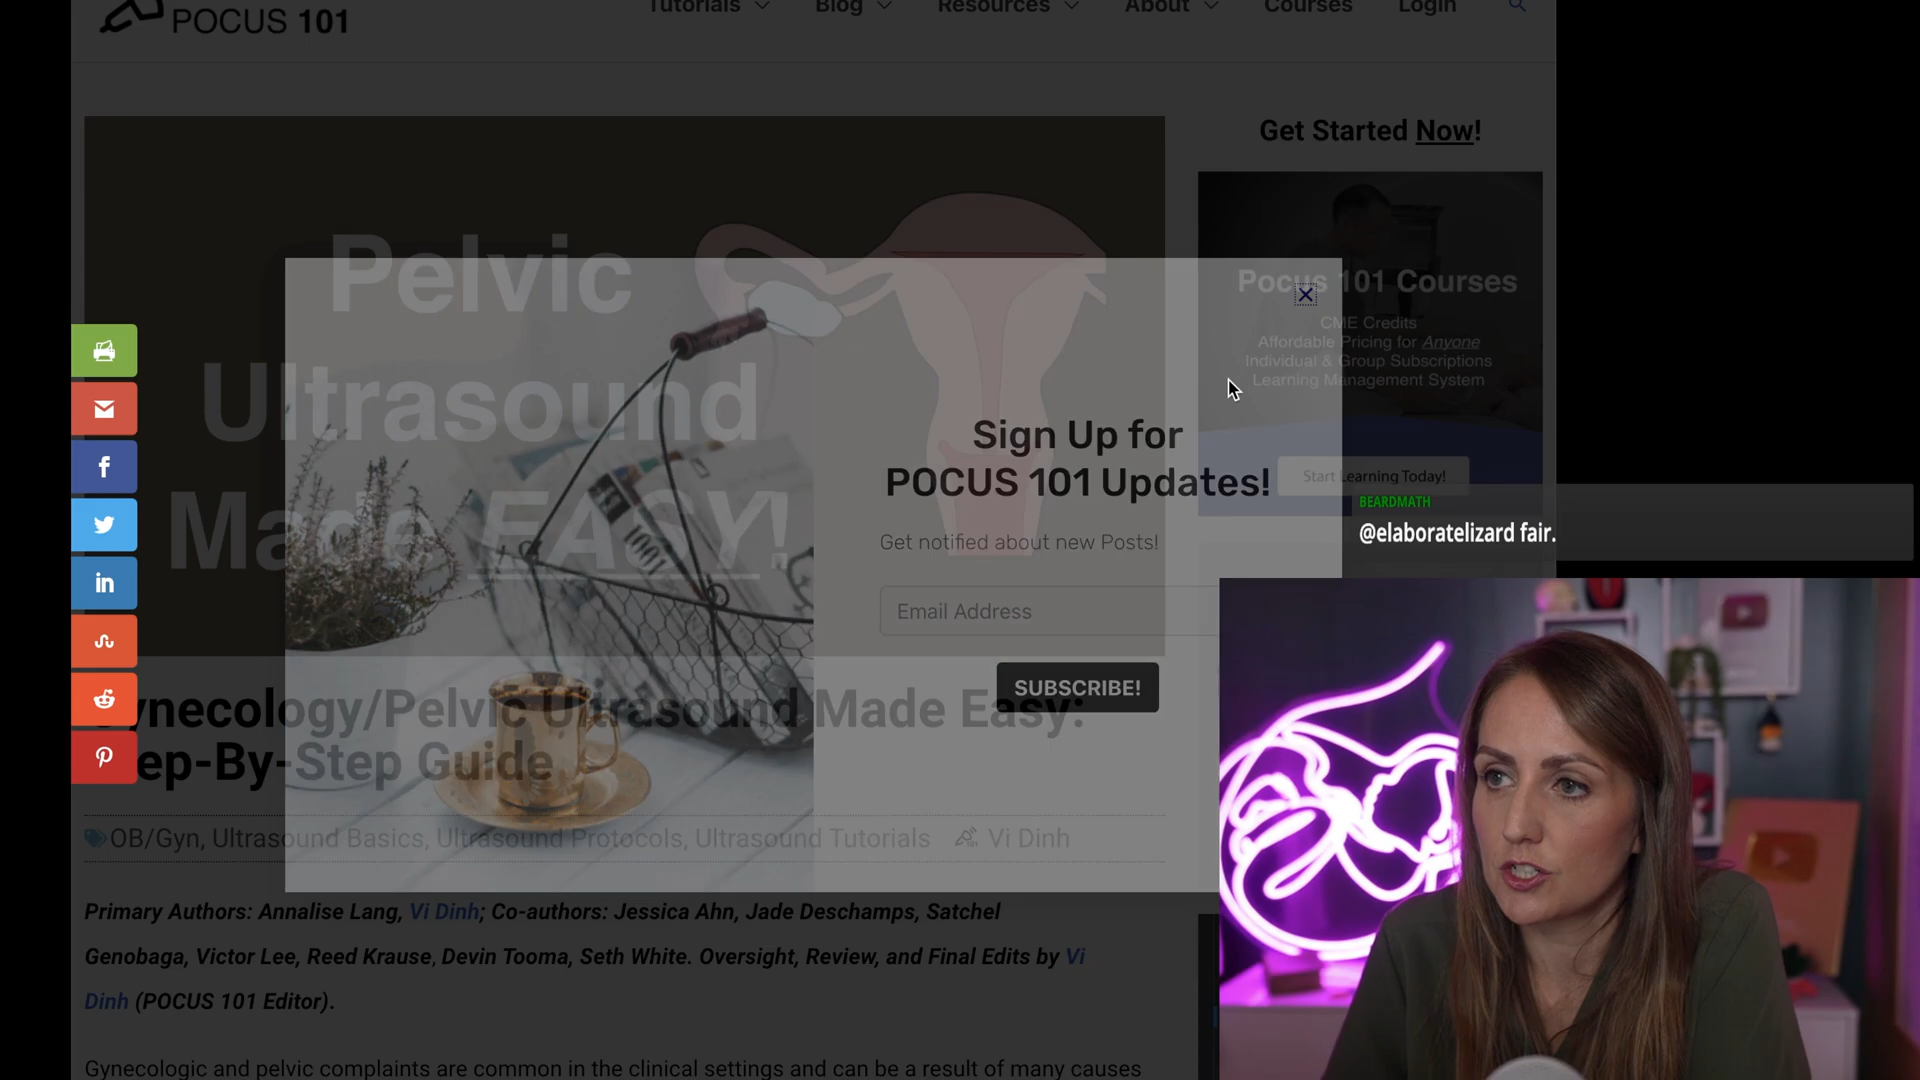 POCUS 101
Tutorials
Blog
Resources
About
Courses
Login
Pelvic
Ultrasound
Made EASY!
Get Started Now!
Pocus 101 Courses
CME Credits
Affordable Pricing for Anyone
Individual & Group Subscriptions
Learning Management System
Start Learning Today!
Sign Up for
POCUS 101 Updates!
Get notified about new Posts!
Email Address
SUBSCRIBE!
BEARDMATH
@elaboratelizard fair.
ynecology/Pelvic Ultrasound Made Easy:
ep-By-Step Guide
OB/Gyn, Ultrasound Basics, Ultrasound Protocols, Ultrasound Tutorials Vi Dinh
Primary Authors: Annalise Lang, Vi Dinh; Co-authors: Jessica Ahn, Jade Deschamps, Satchel
Genobaga, Victor Lee, Reed Krause, Devin Tooma, Seth White. Oversight, Review, and Final Edits by Vi
Dinh (POCUS 101 Editor).
Gynecologic and pelvic complaints are common in the clinical settings and can be a result of many causes